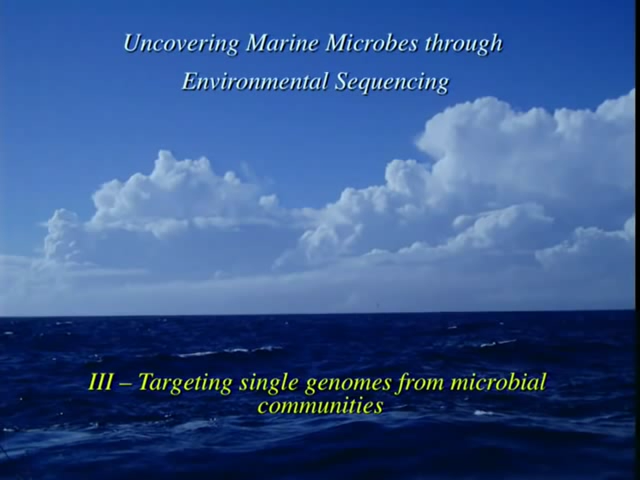 Uncovering Marine Microbes through
Environmental Sequencing
III – Targeting single genomes from microbial
communities